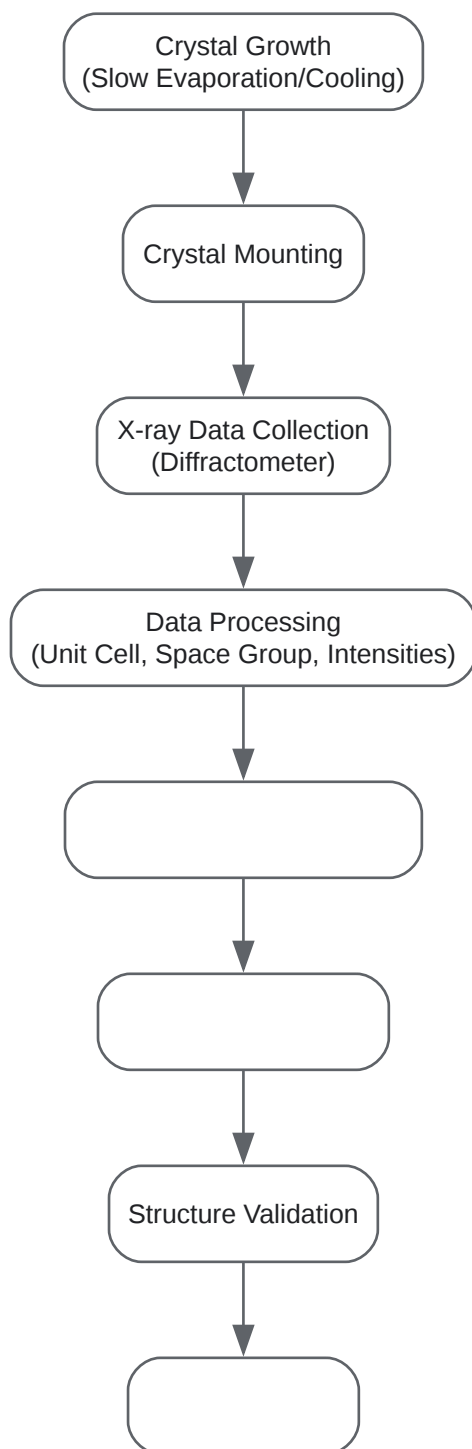 Crystal Growth
(Slow Evaporation/Cooling)
Crystal Mounting
X-ray Data Collection
(Diffractometer)
Data Processing
(Unit Cell, Space Group, Intensities)
Structure Validation